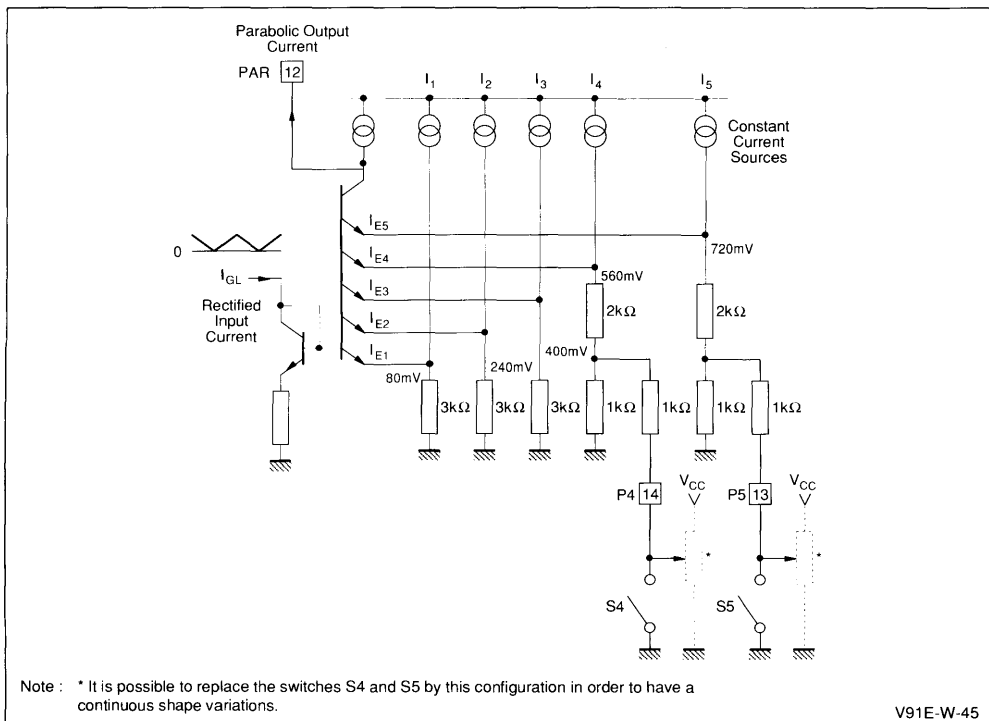 Parabolic Output
Current
PAR 12
I1 I2 I3 I4 I5
Constant
Current
Sources
IE5
720mV
0
IE4
560mV
IGL
IE3
2kΩ 2kΩ
Rectified
Input
Current
IE2
400mV
IE1
80mV
240mV
3kΩ 3kΩ 3kΩ 1kΩ 1kΩ 1kΩ 1kΩ
P4 14 VCC P5 13 VCC
* *
S4 S5
Note : * It is possible to replace the switches S4 and S5 by this configuration in order to have a
continuous shape variations.
V91E-W-45